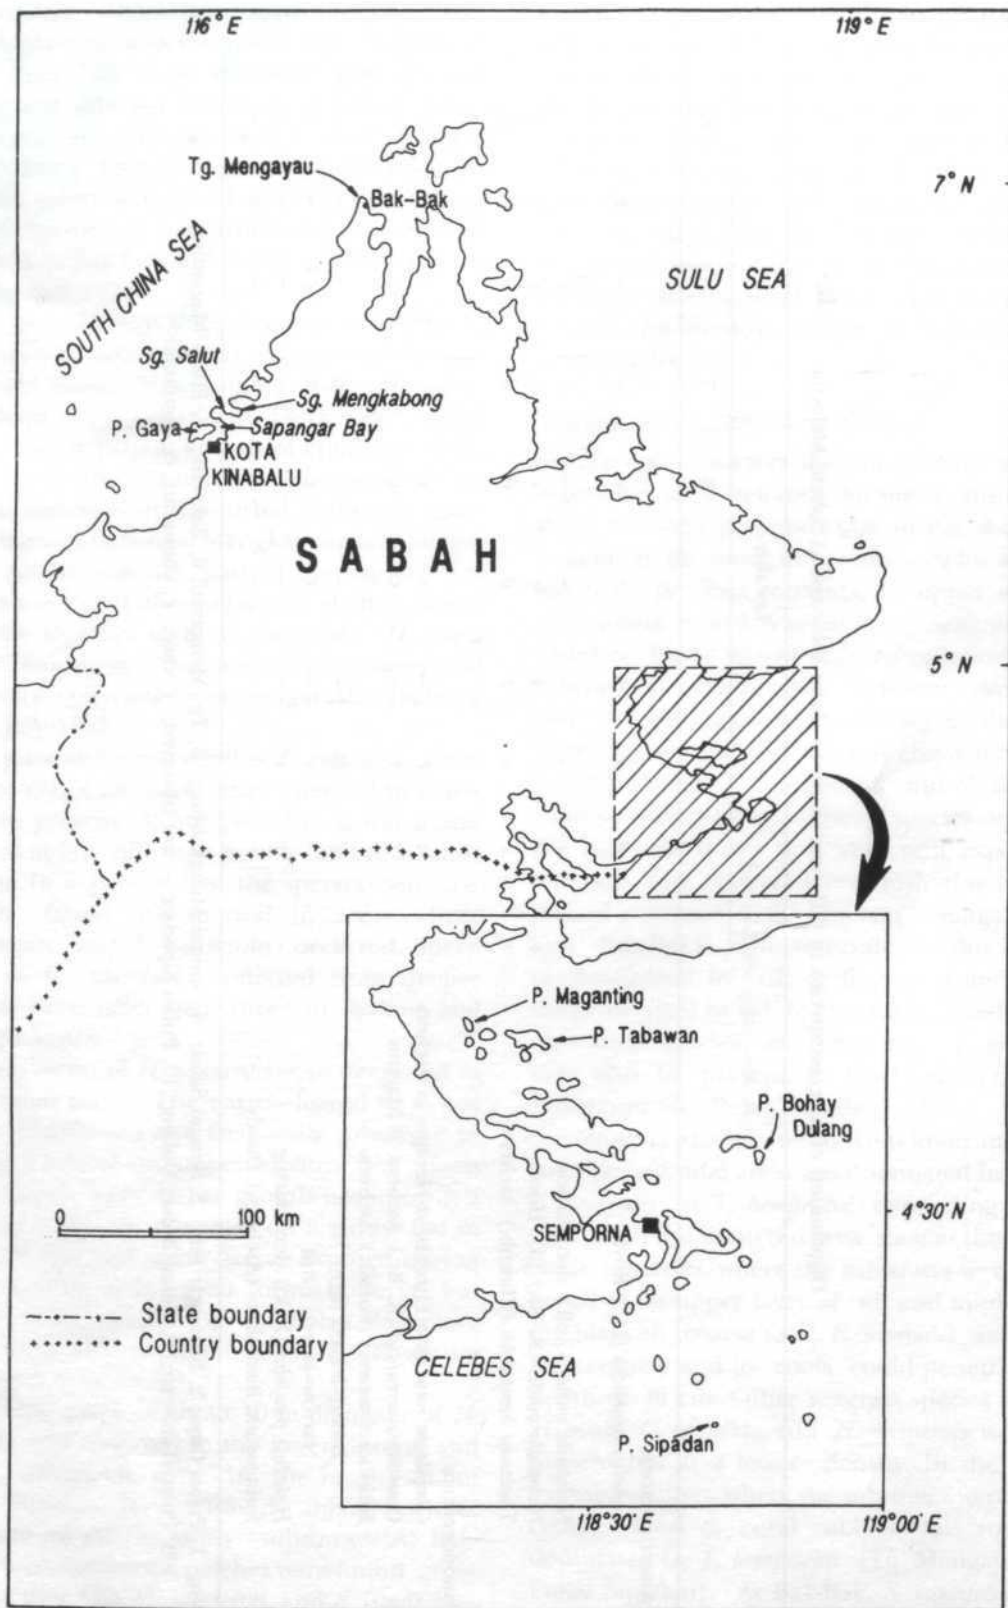 116° E
119° E
Tg. Mengayau
Bak-Bak
7° N
SOUTH CHINA SEA
SULU SEA
Sg. Salut
Sg. Mengkabong
P. Gaya
Sapangar Bay
KOTA
KINABALU
SABAH
5° N
P. Maganting
P. Tabawan
P. Bohay
Dulang
4°30' N
SEMPORNA
0
100 km
State boundary
Country boundary
CELEBES SEA
P. Sipadan
118°30' E
119°00' E